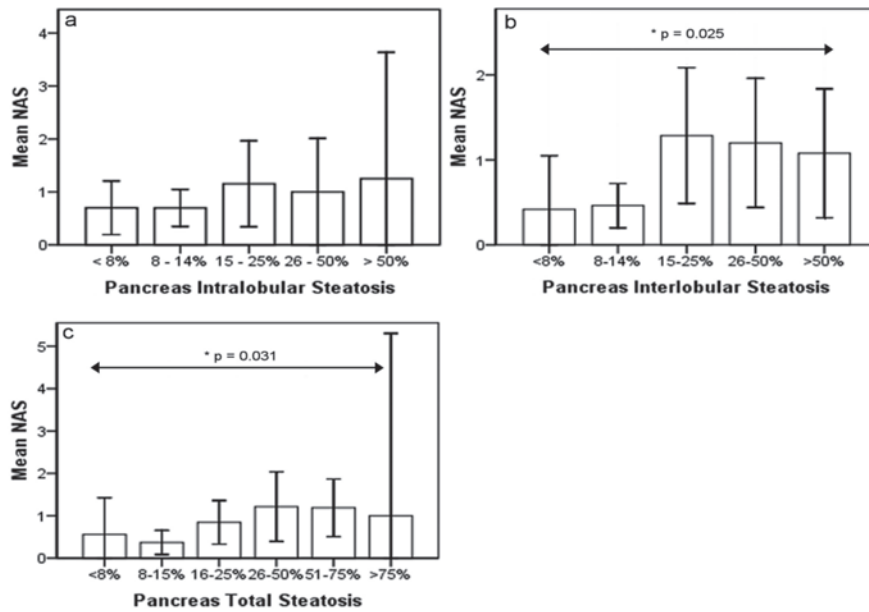 a
4
3
2
1
0
Mean NAS
< 8% 8 - 14% 15 - 25% 26 - 50% > 50%
Pancreas Intralobular Steatosis
b
* p = 0.025
2
1
0
Mean NAS
<8% 8-14% 15-25% 26-50% >50%
Pancreas Interlobular Steatosis
c
* p = 0.031
5
4
3
2
1
0
Mean NAS
<8% 8-15% 16-25% 26-50% 51-75% >75%
Pancreas Total Steatosis